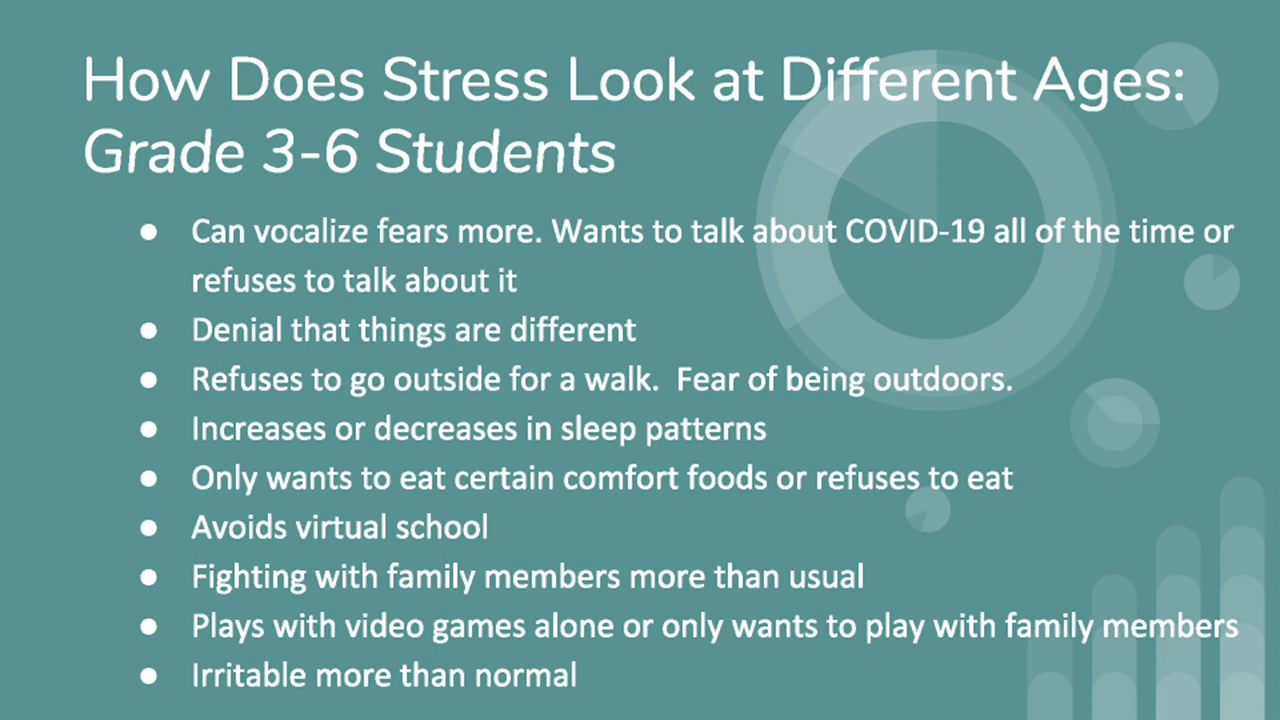 How Does Stress Look at Different Ages:
Grade 3-6 Students
● Can vocalize fears more. Wants to talk about COVID-19 all of the time or
refuses to talk about it
● Denial that things are different
● Refuses to go outside for a walk.  Fear of being outdoors.
● Increases or decreases in sleep patterns
● Only wants to eat certain comfort foods or refuses to eat
● Avoids virtual school
● Fighting with family members more than usual
● Plays with video games alone or only wants to play with family members
● Irritable more than normal